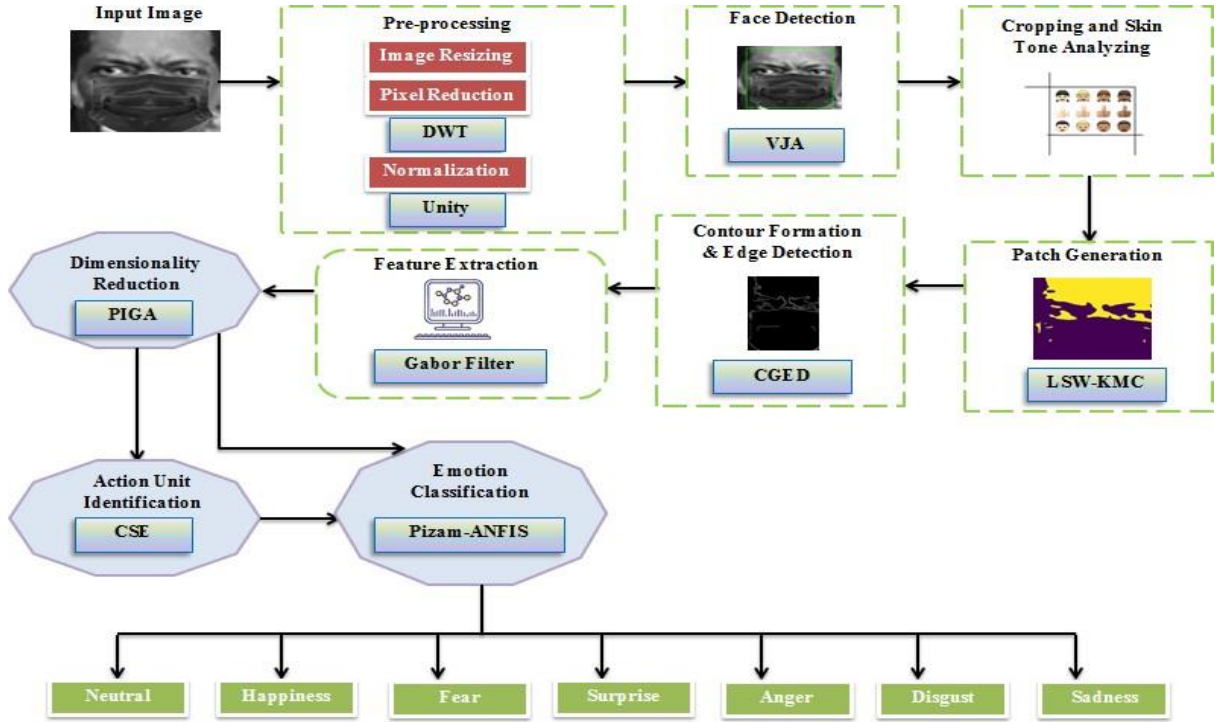 Input Image
Pre-processing
Image Resizing
Pixel Reduction
DWT
Normalization
Unity
Face Detection
VJA
Cropping and Skin
Tone Analyzing
Patch Generation
LSW-KMC
Contour Formation
& Edge Detection
CGED
Feature Extraction
Gabor Filter
Dimensionality
Reduction
PIGA
Action Unit
Identification
CSE
Emotion
Classification
Pizam-ANFIS
Neutral
Happiness
Fear
Surprise
Anger
Disgust
Sadness